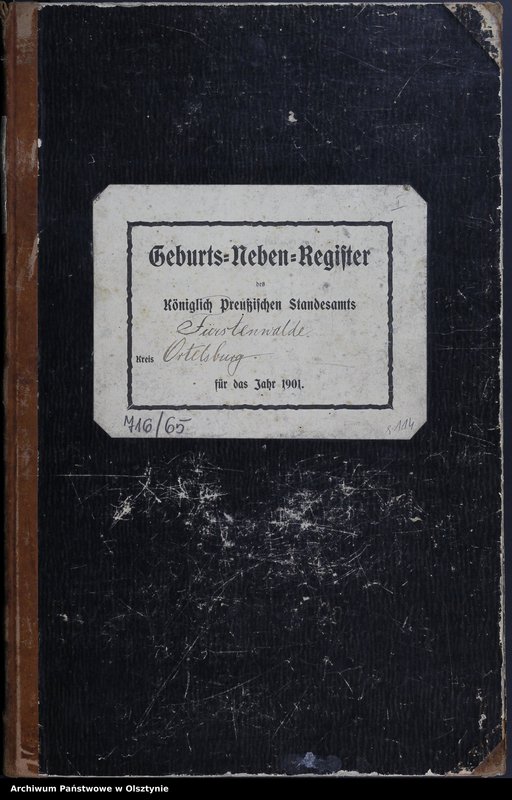 Geburts=Neben=Register
des
Königlich Preußischen Standesamts
Fürstenwalde
Kreis Ortelsburg
für das Jahr 1901.
716/65
Archiwum Państwowe w Olsztynie